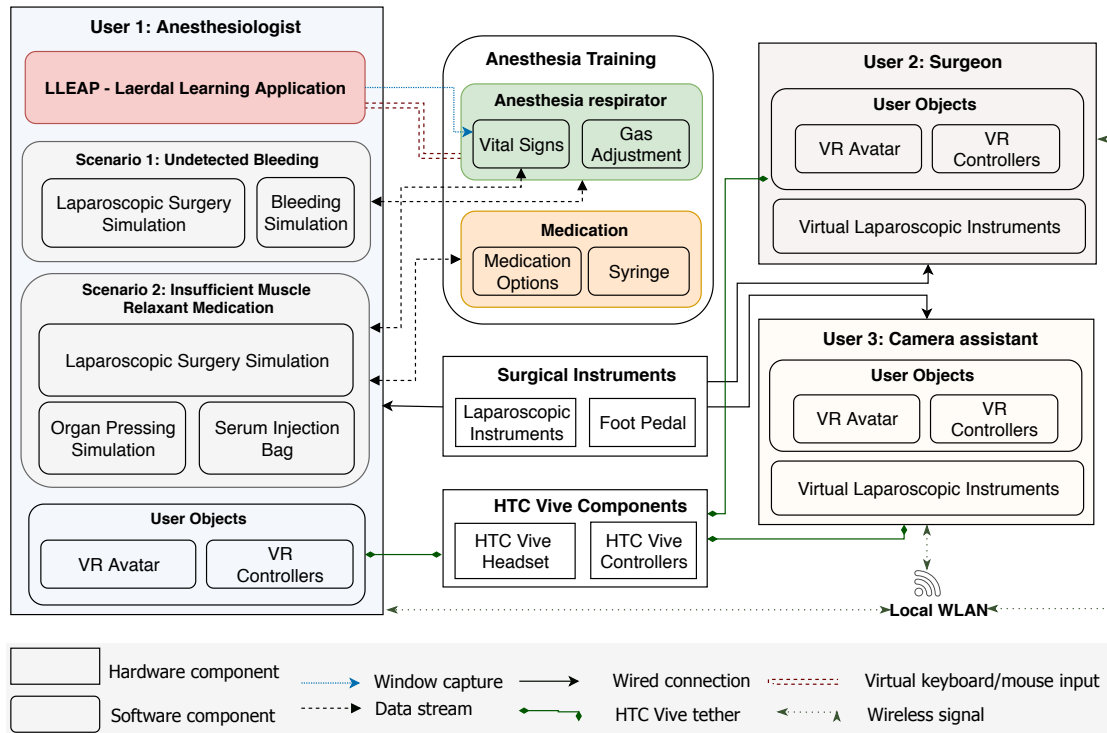 User 1: Anesthesiologist
LLEAP - Laerdal Learning Application
Scenario 1: Undetected Bleeding
Laparoscopic Surgery
Simulation
Bleeding
Simulation
Scenario 2: Insufficient Muscle
Relaxant Medication
Laparoscopic Surgery Simulation
Organ Pressing
Simulation
Serum Injection
Bag
User Objects
VR Avatar
VR
Controllers
Anesthesia Training
Anesthesia respirator
Vital Signs
Gas
Adjustment
Medication
Medication
Options
Syringe
Surgical Instruments
Laparoscopic
Instruments
Foot Pedal
HTC Vive Components
HTC Vive
Headset
HTC Vive
Controllers
User 2: Surgeon
User Objects
VR Avatar
VR
Controllers
Virtual Laparoscopic Instruments
User 3: Camera assistant
User Objects
VR Avatar
VR
Controllers
Virtual Laparoscopic Instruments
Local WLAN
Hardware component
Software component
Window capture
Data stream
Wired connection
HTC Vive tether
Virtual keyboard/mouse input
Wireless signal